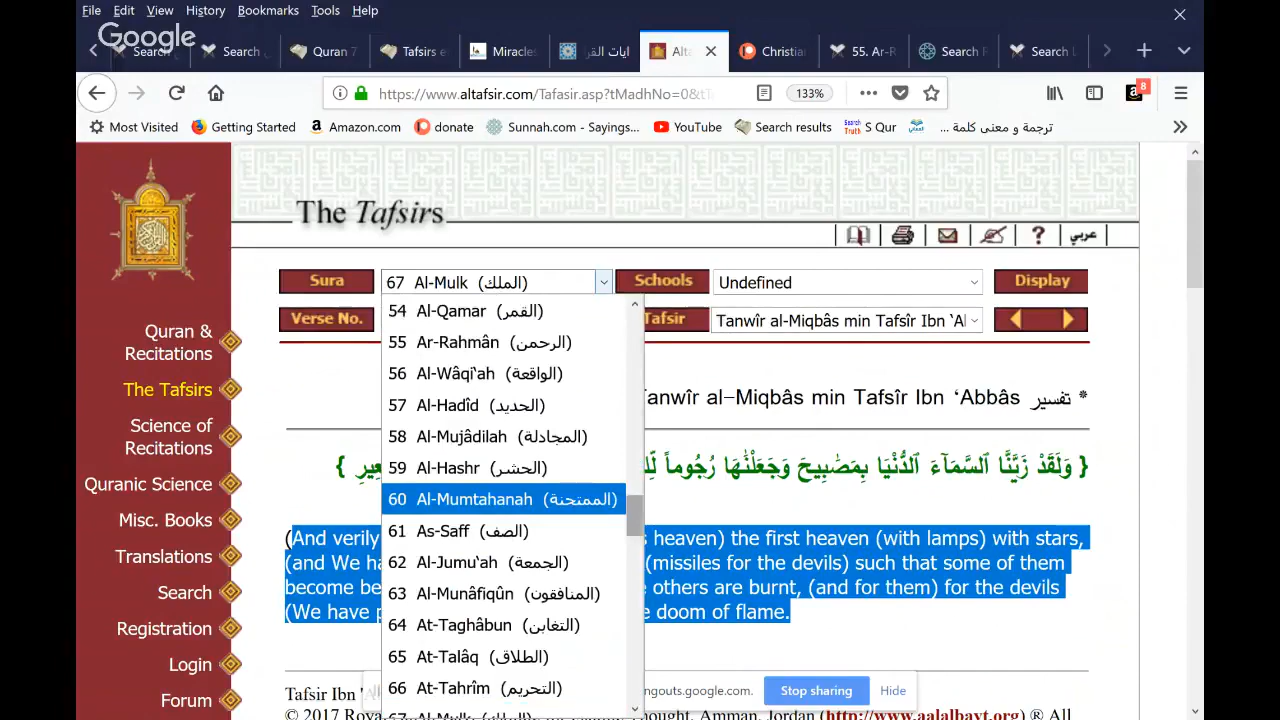 File Edit View History Bookmarks Tools Help
Google
Search Search Quran 7 Tafsirs e Miracles ايات القر Alta Christia 55. Ar-R Search R Search L
https://www.altafsir.com/Tafasir.asp?tMadhNo=0&tT 133% 8
Most Visited Getting Started Amazon.com donate Sunnah.com - Sayings... YouTube Search results S Qur ترجمة و معنى كلمة ...
The Tafsirs
عربي
Sura 67 Al-Mulk (الملك) Schools Undefined Display
Verse No. Tafsir Tanwîr al-Miqbâs min Tafsîr Ibn ‘Al
54 Al-Qamar (القمر)
55 Ar-Rahmân (الرحمن)
56 Al-Wâqi‘ah (الواقعة)
57 Al-Hadîd (الحديد)
58 Al-Mujâdilah (المجادلة)
59 Al-Hashr (الحشر)
60 Al-Mumtahanah (الممتحنة)
61 As-Saff (الصف)
62 Al-Jumu‘ah (الجمعة)
63 Al-Munâfiqûn (المنافقون)
64 At-Taghâbun (التغابن)
65 At-Talâq (الطلاق)
66 At-Tahrîm (التحريم)
Quran &
Recitations
The Tafsirs
Science of
Recitations
Quranic Science
Misc. Books
Translations
Search
Registration
Login
Forum
Tanwîr al-Miqbâs min Tafsîr Ibn ‘Abbâs تفسير *
{ وَلَقَدْ زَيَّنَّا ٱلسَّمَآءَ ٱلدُّنْيَا بِمَصَٰبِيحَ وَجَعَلْنَٰهَا رُجُوماً لِّل عِيرِ }
(And verily s heaven) the first heaven (with lamps) with stars,
(and We ha (missiles for the devils) such that some of them
become be e others are burnt, (and for them) for the devils
(We have p e doom of flame.
ngouts.google.com. Stop sharing Hide
Tafsir Ibn
© 2017 Roya Thought, Amman, Jordan (http://www.aalalbayt.org) ® All